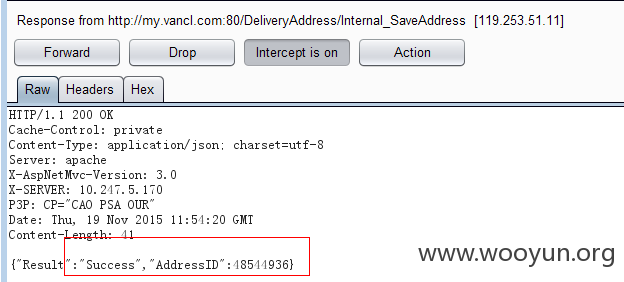 Response from http://my.vancl.com:80/DeliveryAddress/Internal_SaveAddress [119.253.51.11]
Forward Drop Intercept is on Action
Raw Headers Hex
HTTP/1.1 200 OK
Cache-Control: private
Content-Type: application/json; charset=utf-8
Server: apache
X-AspNetMvc-Version: 3.0
X-SERVER: 10.247.5.170
P3P: CP="CAO PSA OUR"
Date: Thu, 19 Nov 2015 11:54:20 GMT
Content-Length: 41
{"Result":"Success","AddressID":48544936}
www.wooyun.org